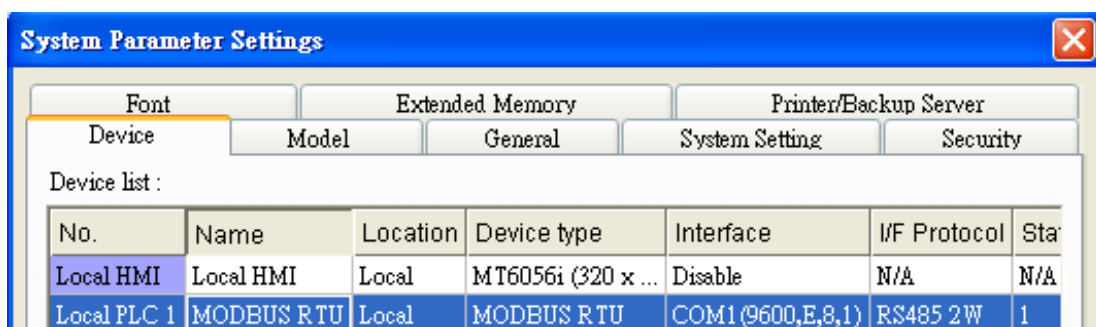 System Parameter Settings
Font Extended Memory Printer/Backup Server
Device Model General System Setting Security
Device list :
No. Name Location Device type Interface I/F Protocol Sta
Local HMI Local HMI Local MT6056i (320 x ... Disable N/A N/A
Local PLC 1 MODBUS RTU Local MODBUS RTU COM1 (9600,E,8,1) RS485 2W 1